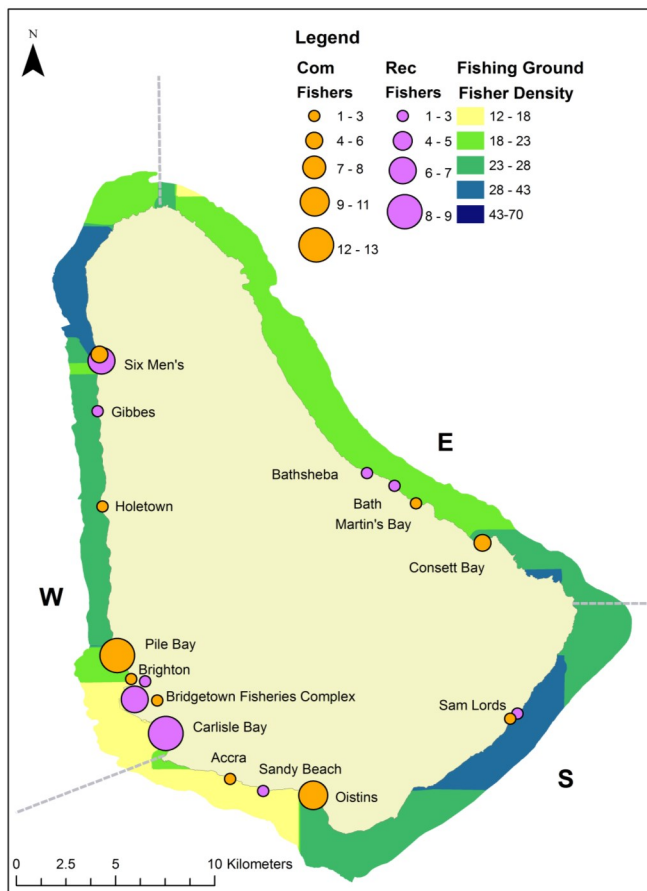 N
Legend
Com Fishers
1 - 3
4 - 6
7 - 8
9 - 11
12 - 13
Rec Fishers
1 - 3
4 - 5
6 - 7
8 - 9
Fishing Ground
Fisher Density
12 - 18
18 - 23
23 - 28
28 - 43
43-70
Six Men's
Gibbes
E
Bathsheba
Bath
Holetown
Martin's Bay
Consett Bay
W
Pile Bay
Brighton
Bridgetown Fisheries Complex
Sam Lords
Carlisle Bay
Accra
Sandy Beach
S
Oistins
0 2.5 5 10 Kilometers